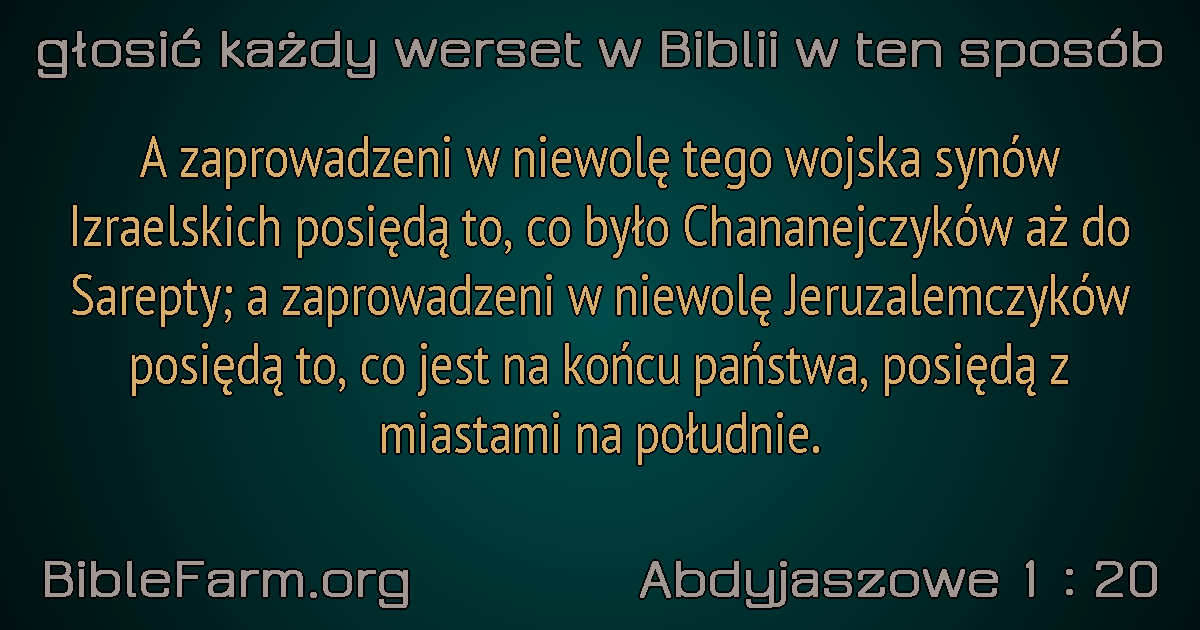 głosić każdy werset w Biblii w ten sposób
A zaprowadzeni w niewolę tego wojska synów
Izraelskich posiędą to, co było Chananejczyków aż do
Sarepty; a zaprowadzeni w niewolę Jeruzalemczyków
posiędą to, co jest na końcu państwa, posiędą z
miastami na południe.
BibleFarm.org
Abdyjaszowe 1 : 20